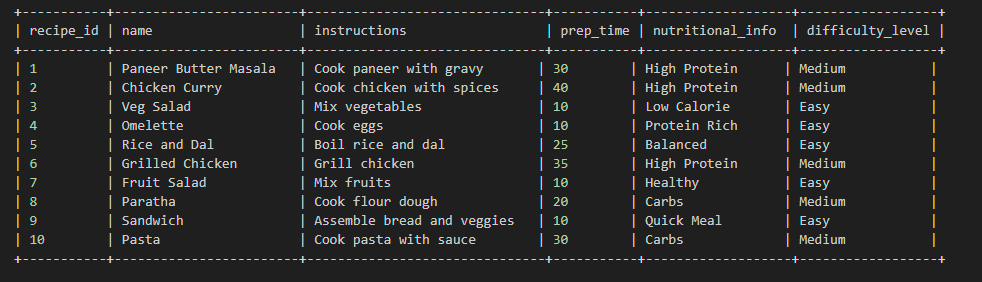 +-----------+------------------------+-------------------------------+-----------+-------------------+------------------+
| recipe_id | name                   | instructions                  | prep_time | nutritional_info  | difficulty_level |
+-----------+------------------------+-------------------------------+-----------+-------------------+------------------+
| 1         | Paneer Butter Masala   | Cook paneer with gravy        | 30        | High Protein      | Medium           |
| 2         | Chicken Curry          | Cook chicken with spices      | 40        | High Protein      | Medium           |
| 3         | Veg Salad              | Mix vegetables                | 10        | Low Calorie       | Easy             |
| 4         | Omelette               | Cook eggs                     | 10        | Protein Rich      | Easy             |
| 5         | Rice and Dal           | Boil rice and dal             | 25        | Balanced          | Easy             |
| 6         | Grilled Chicken        | Grill chicken                 | 35        | High Protein      | Medium           |
| 7         | Fruit Salad            | Mix fruits                    | 10        | Healthy           | Easy             |
| 8         | Paratha                | Cook flour dough              | 20        | Carbs             | Medium           |
| 9         | Sandwich               | Assemble bread and veggies    | 10        | Quick Meal        | Easy             |
| 10        | Pasta                  | Cook pasta with sauce         | 30        | Carbs             | Medium           |
+-----------+------------------------+-------------------------------+-----------+-------------------+------------------+